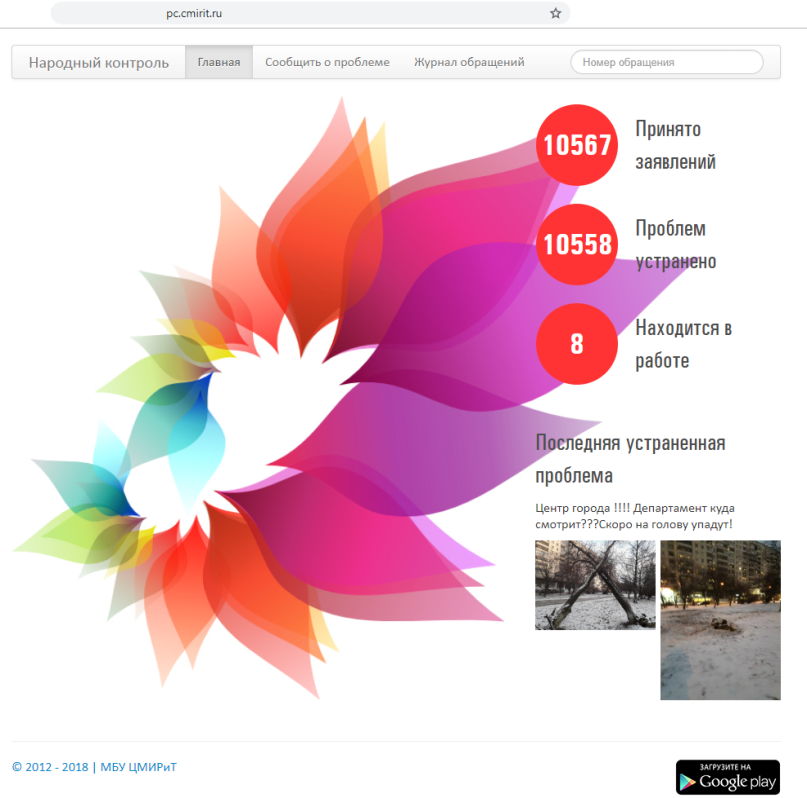 pc.cmirit.ru
Народный контроль
Главная
Сообщить о проблеме
Журнал обращений
Номер обращения
10567
Принято
заявлений
10558
Проблем
устранено
8
Находится в
работе
Последняя устраненная
проблема
Центр города !!!! Департамент куда
смотрит???Скоро на голову упадут!
© 2012 - 2018 | МБУ ЦМИРиТ
ЗАГРУЗИТЕ НА
Google play